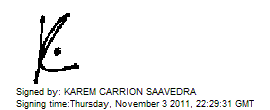 Signed by: KAREM CARRION SAAVEDRA
Signing time:Thursday, November 3 2011, 22:29:31 GMT